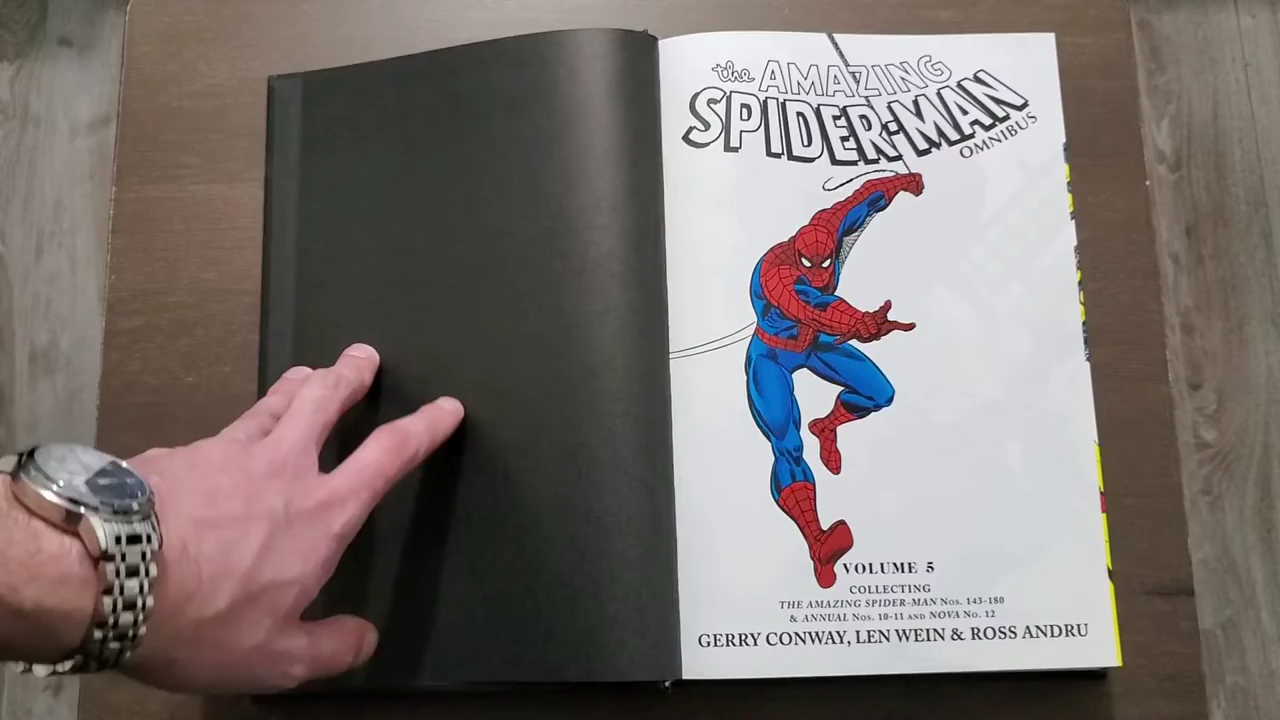 the AMAZING
SPIDER-MAN
OMNIBUS
VOLUME 5
COLLECTING
THE AMAZING SPIDER-MAN Nos. 143-180
& ANNUAL Nos. 10-11 AND NOVA No. 12
GERRY CONWAY, LEN WEIN & ROSS ANDRU